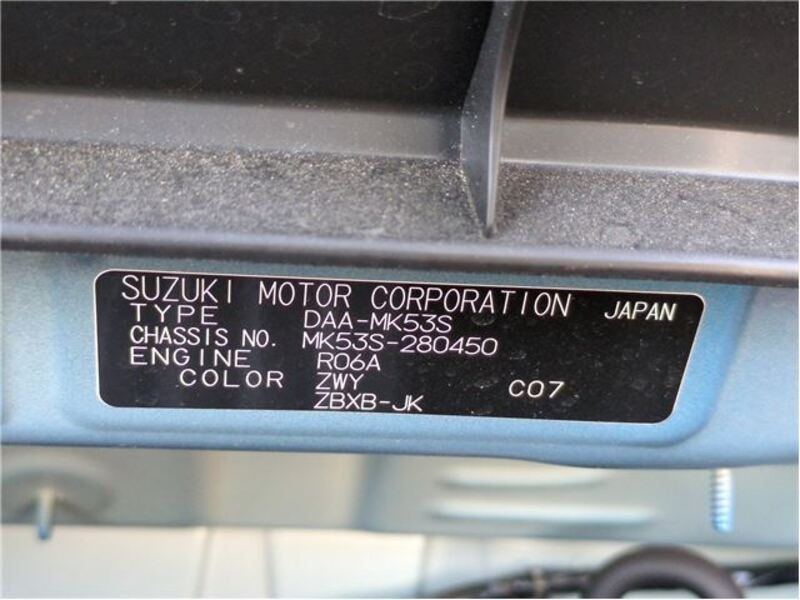 SUZUKI MOTOR CORPORATION JAPAN
TYPE DAA-MK53S
CHASSIS NO. MK53S-280450
ENGINE R06A
COLOR ZWY C07
ZBXB-JK